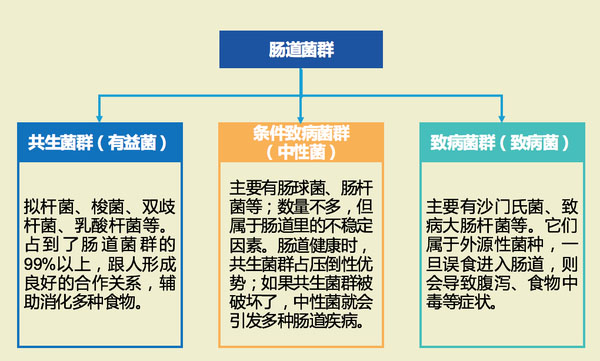 肠道菌群
共生菌群（有益菌）
拟杆菌、梭菌、双歧
杆菌、乳酸杆菌等。
占到了肠道菌群的
99%以上，跟人形成
良好的合作关系，辅
助消化多种食物。
条件致病菌群
（中性菌）
主要有肠球菌、肠杆
菌等；数量不多，但
属于肠道里的不稳定
因素。肠道健康时，
共生菌群占压倒性优
势；如果共生菌群被
破坏了，中性菌就会
引发多种肠道疾病。
致病菌群（致病菌）
主要有沙门氏菌、致
病大肠杆菌等。它们
属于外源性菌种，一
旦误食进入肠道，则
会导致腹泻、食物中
毒等症状。